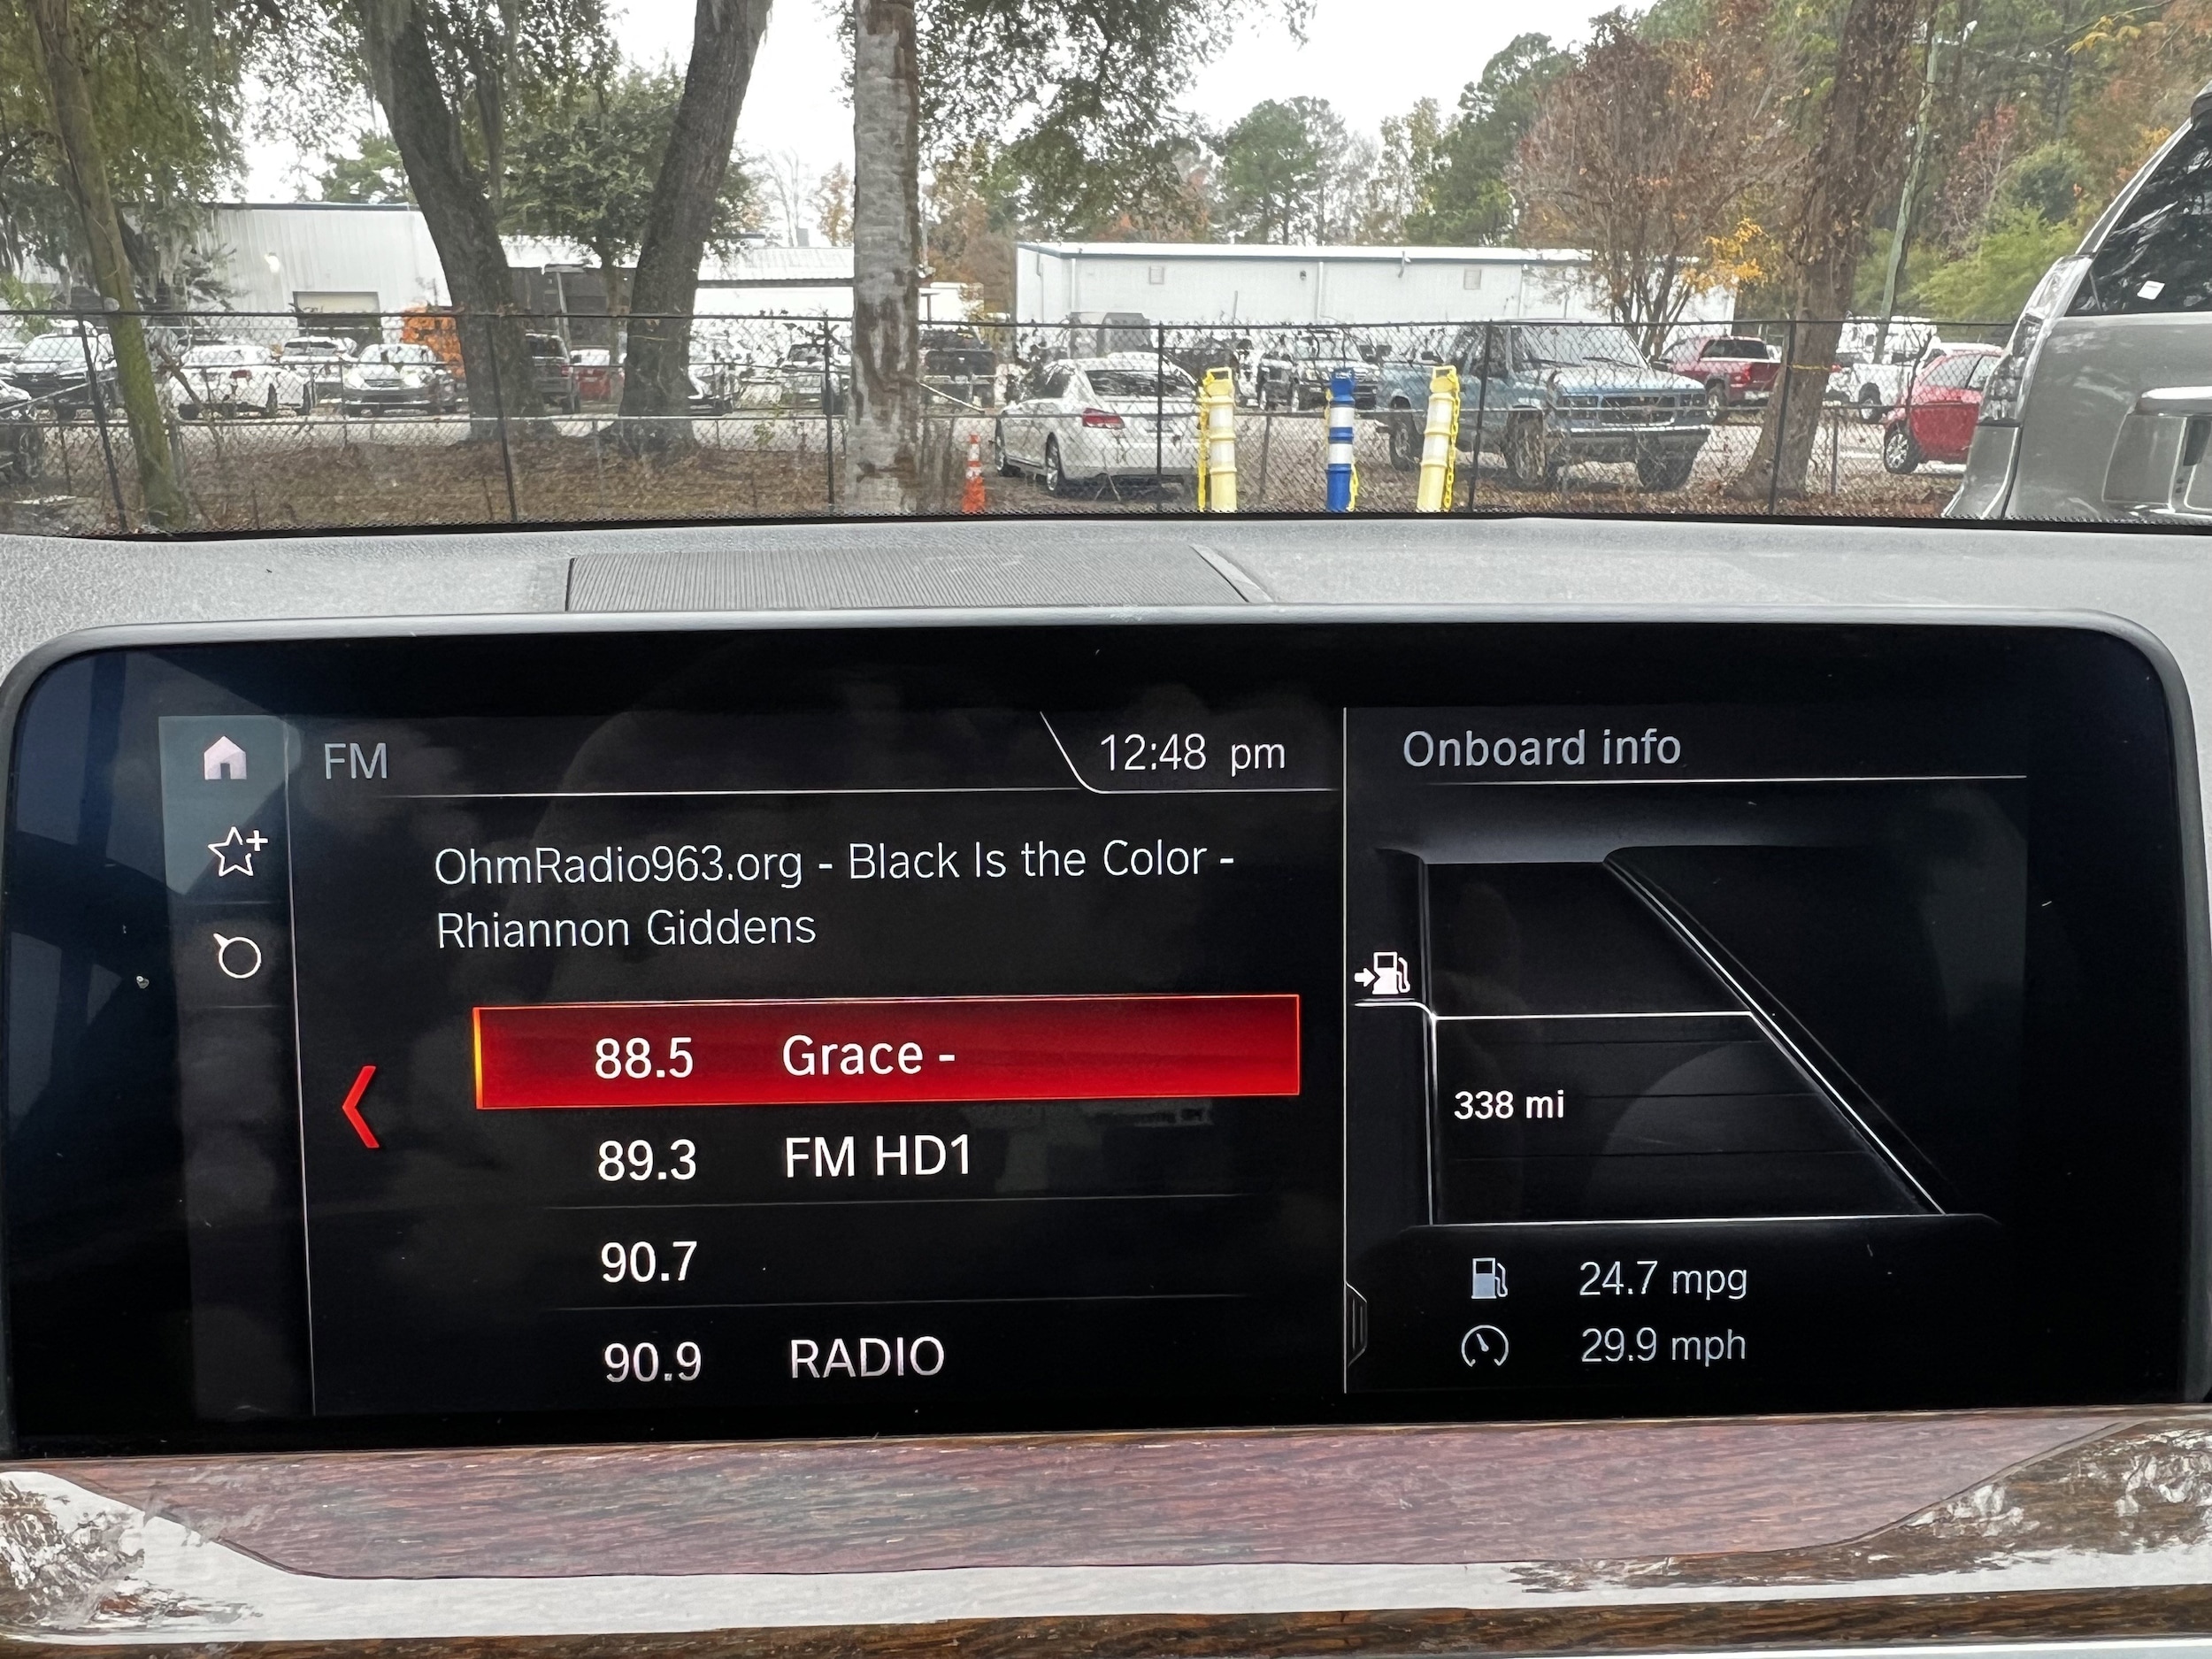 FM
12:48 pm
OhmRadio963.org - Black Is the Color -
Rhiannon Giddens
88.5 Grace -
89.3 FM HD1
90.7
90.9 RADIO
Onboard info
338 mi
24.7 mpg
29.9 mph